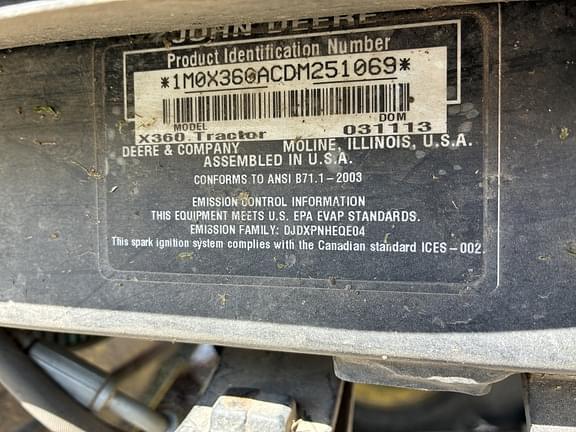 JOHN DEERE
Product Identification Number
*1M0X360ACDM251069*
MODEL DOM
X360 Tractor 031113
DEERE & COMPANY MOLINE, ILLINOIS, U.S.A.
ASSEMBLED IN U.S.A.
CONFORMS TO ANSI B71.1-2003
EMISSION CONTROL INFORMATION
THIS EQUIPMENT MEETS U.S. EPA EVAP STANDARDS.
EMISSION FAMILY: DJDXPNHEQE04
This spark ignition system complies with the Canadian standard ICES-002.